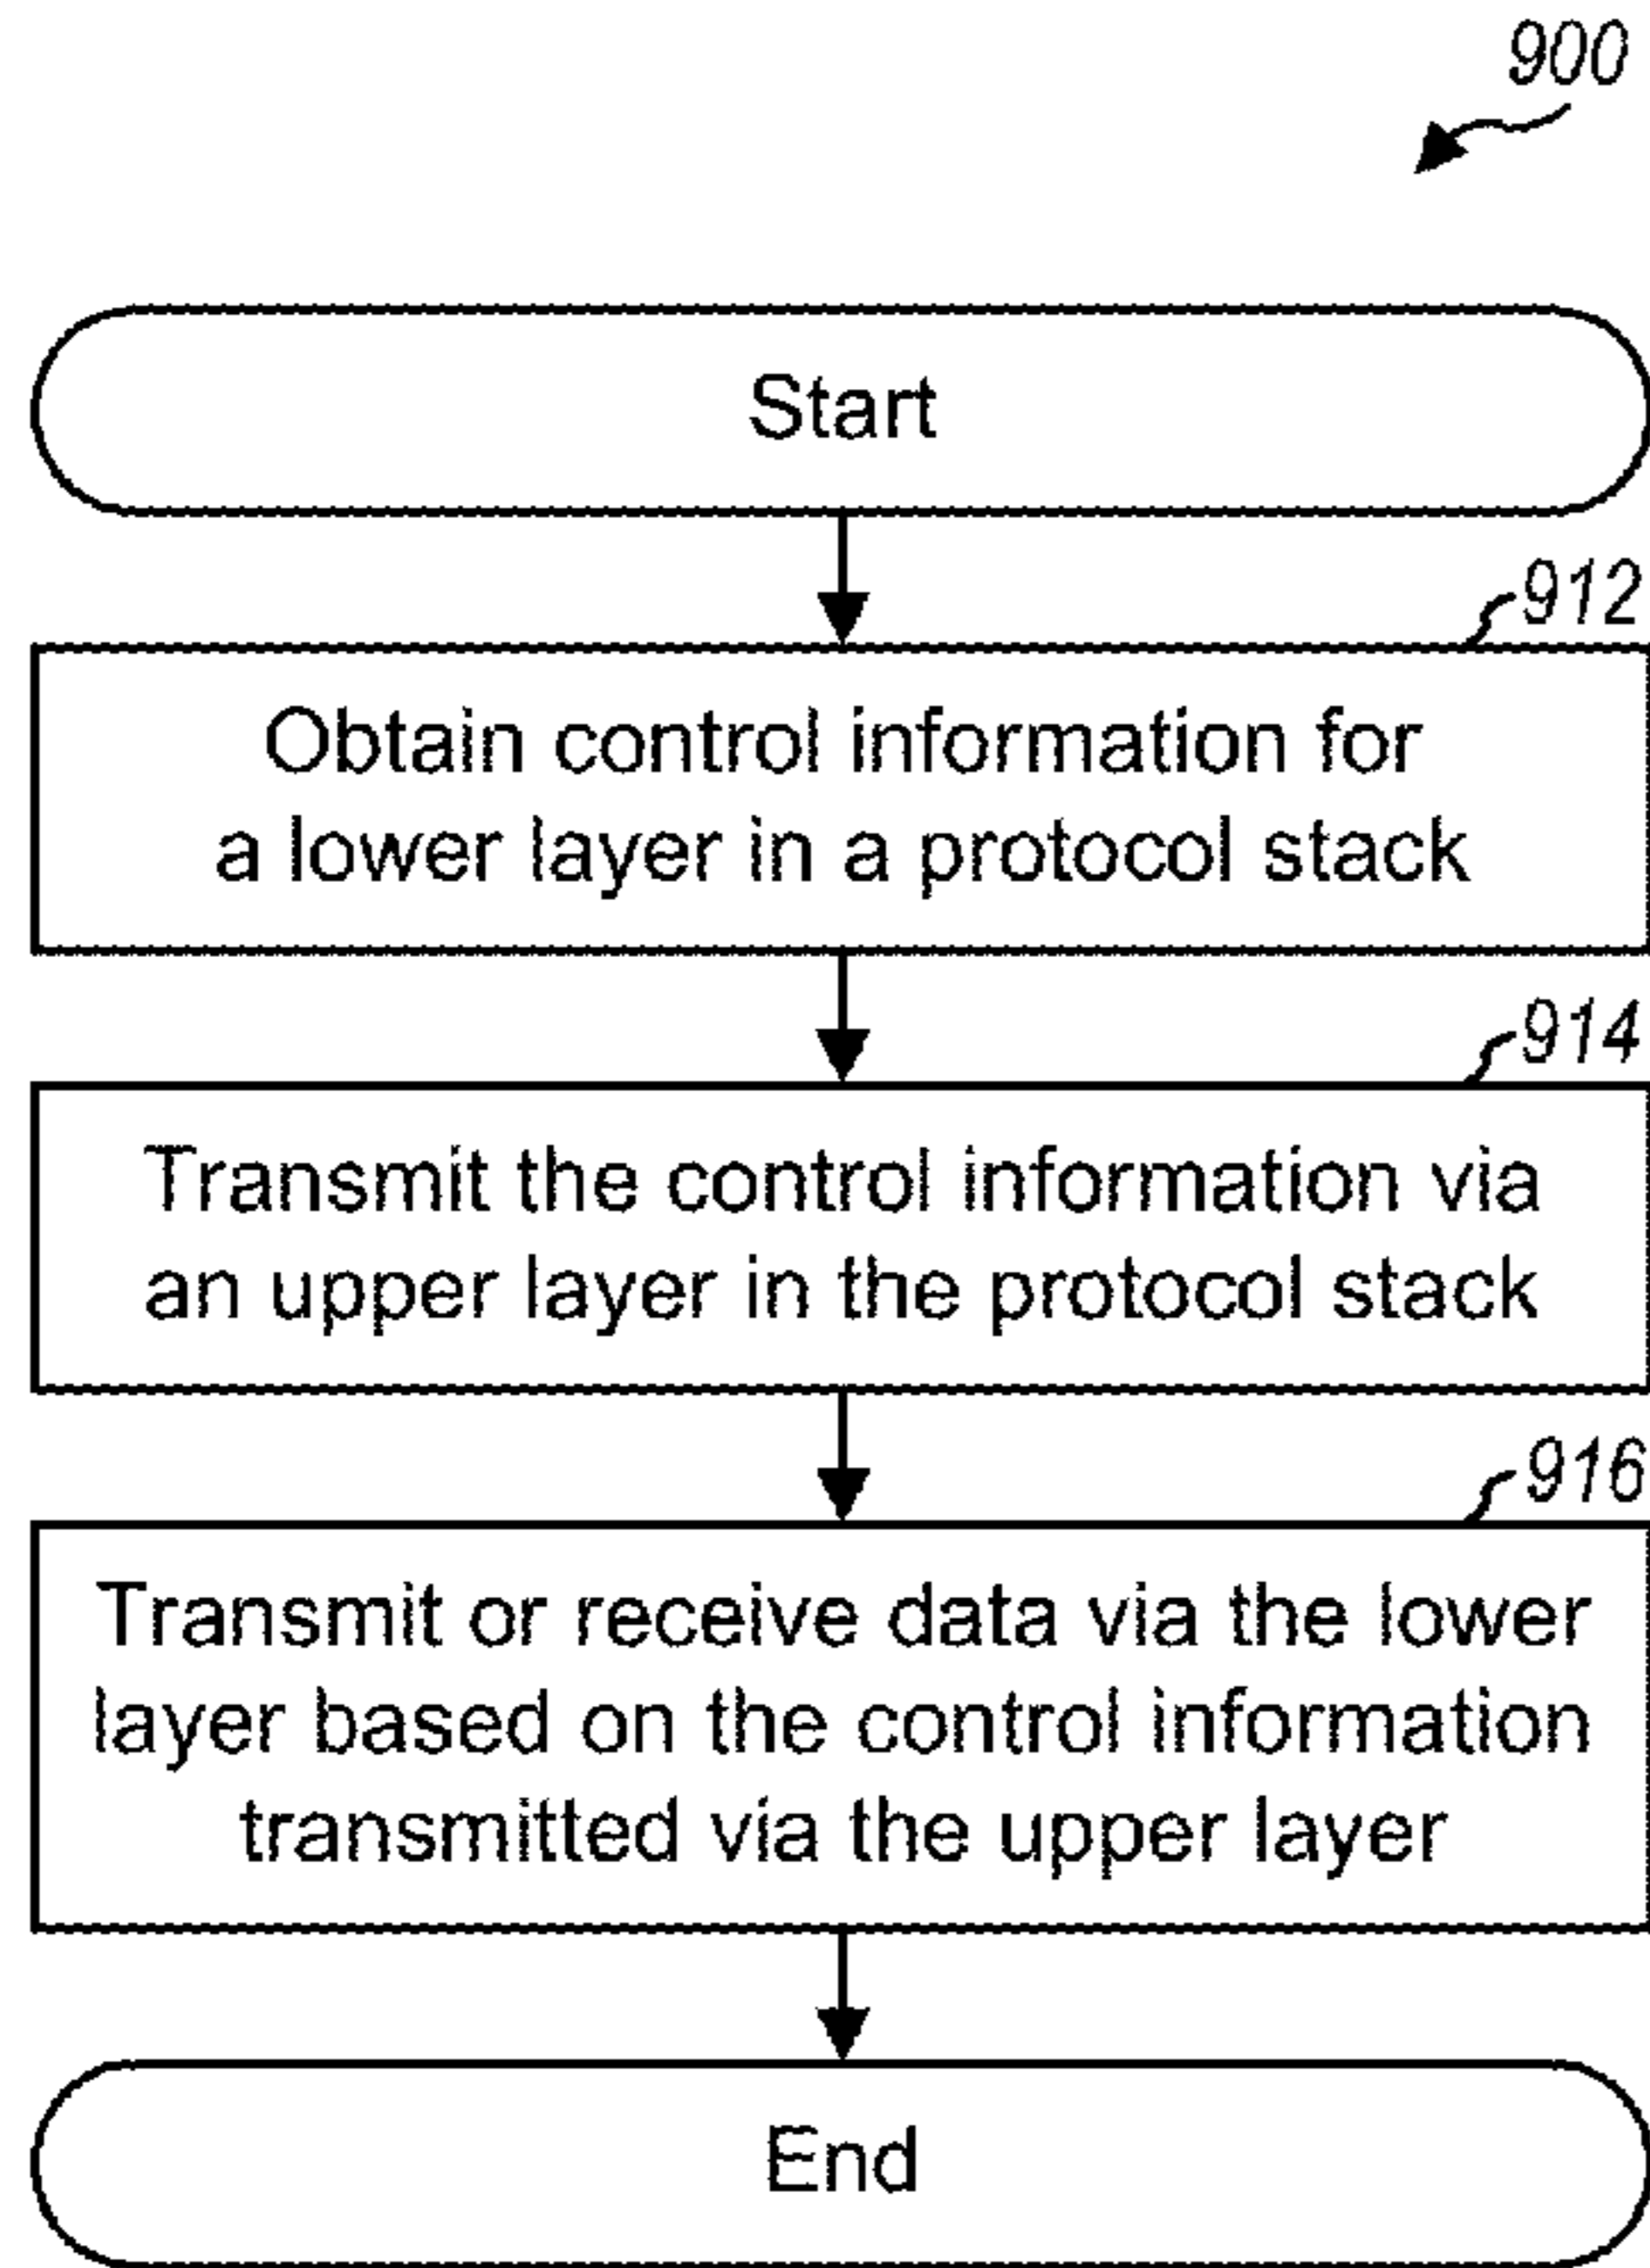 900
Start
912
Obtain control information for
a lower layer in a protocol stack
914
Transmit the control information via
an upper layer in the protocol stack
916
Transmit or receive data via the lower
layer based on the control information
transmitted via the upper layer
End